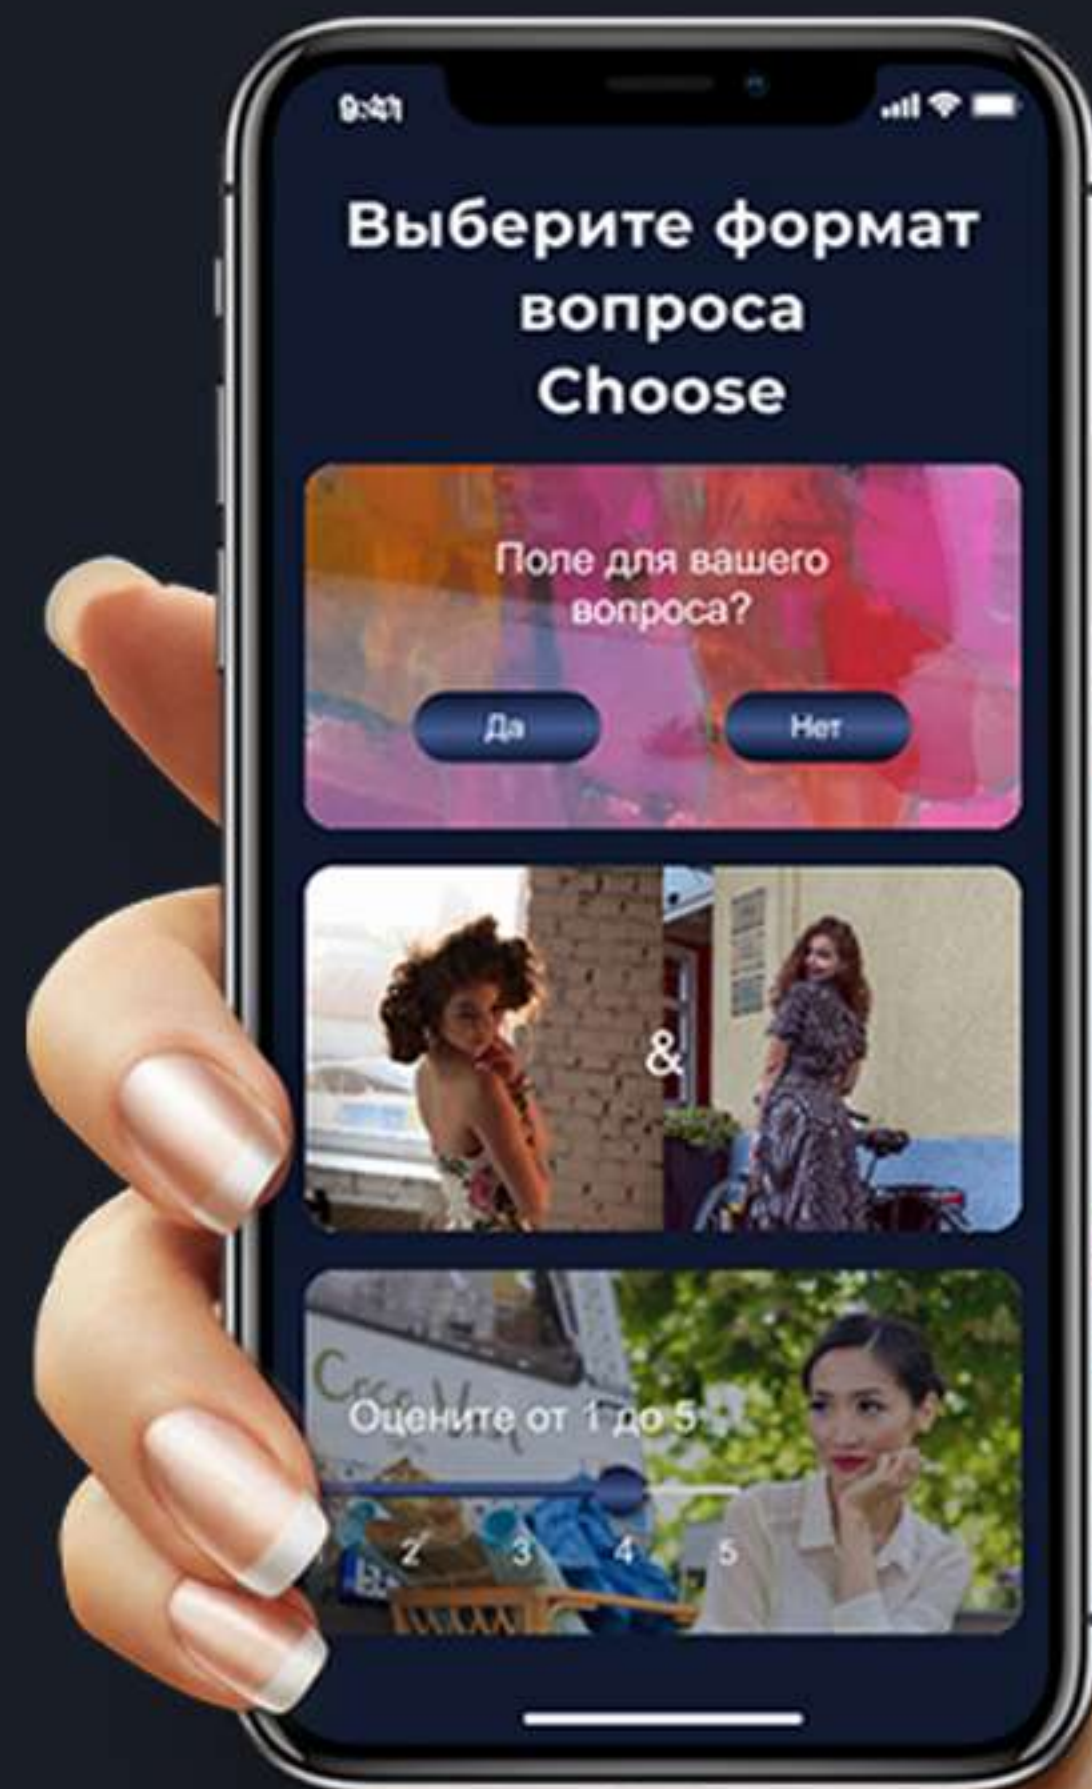 9:41
Выберите формат
вопроса
Choose
Поле для вашего
вопроса?
Да
Нет
&
Оцените от 1 до 5
2
3
4
5